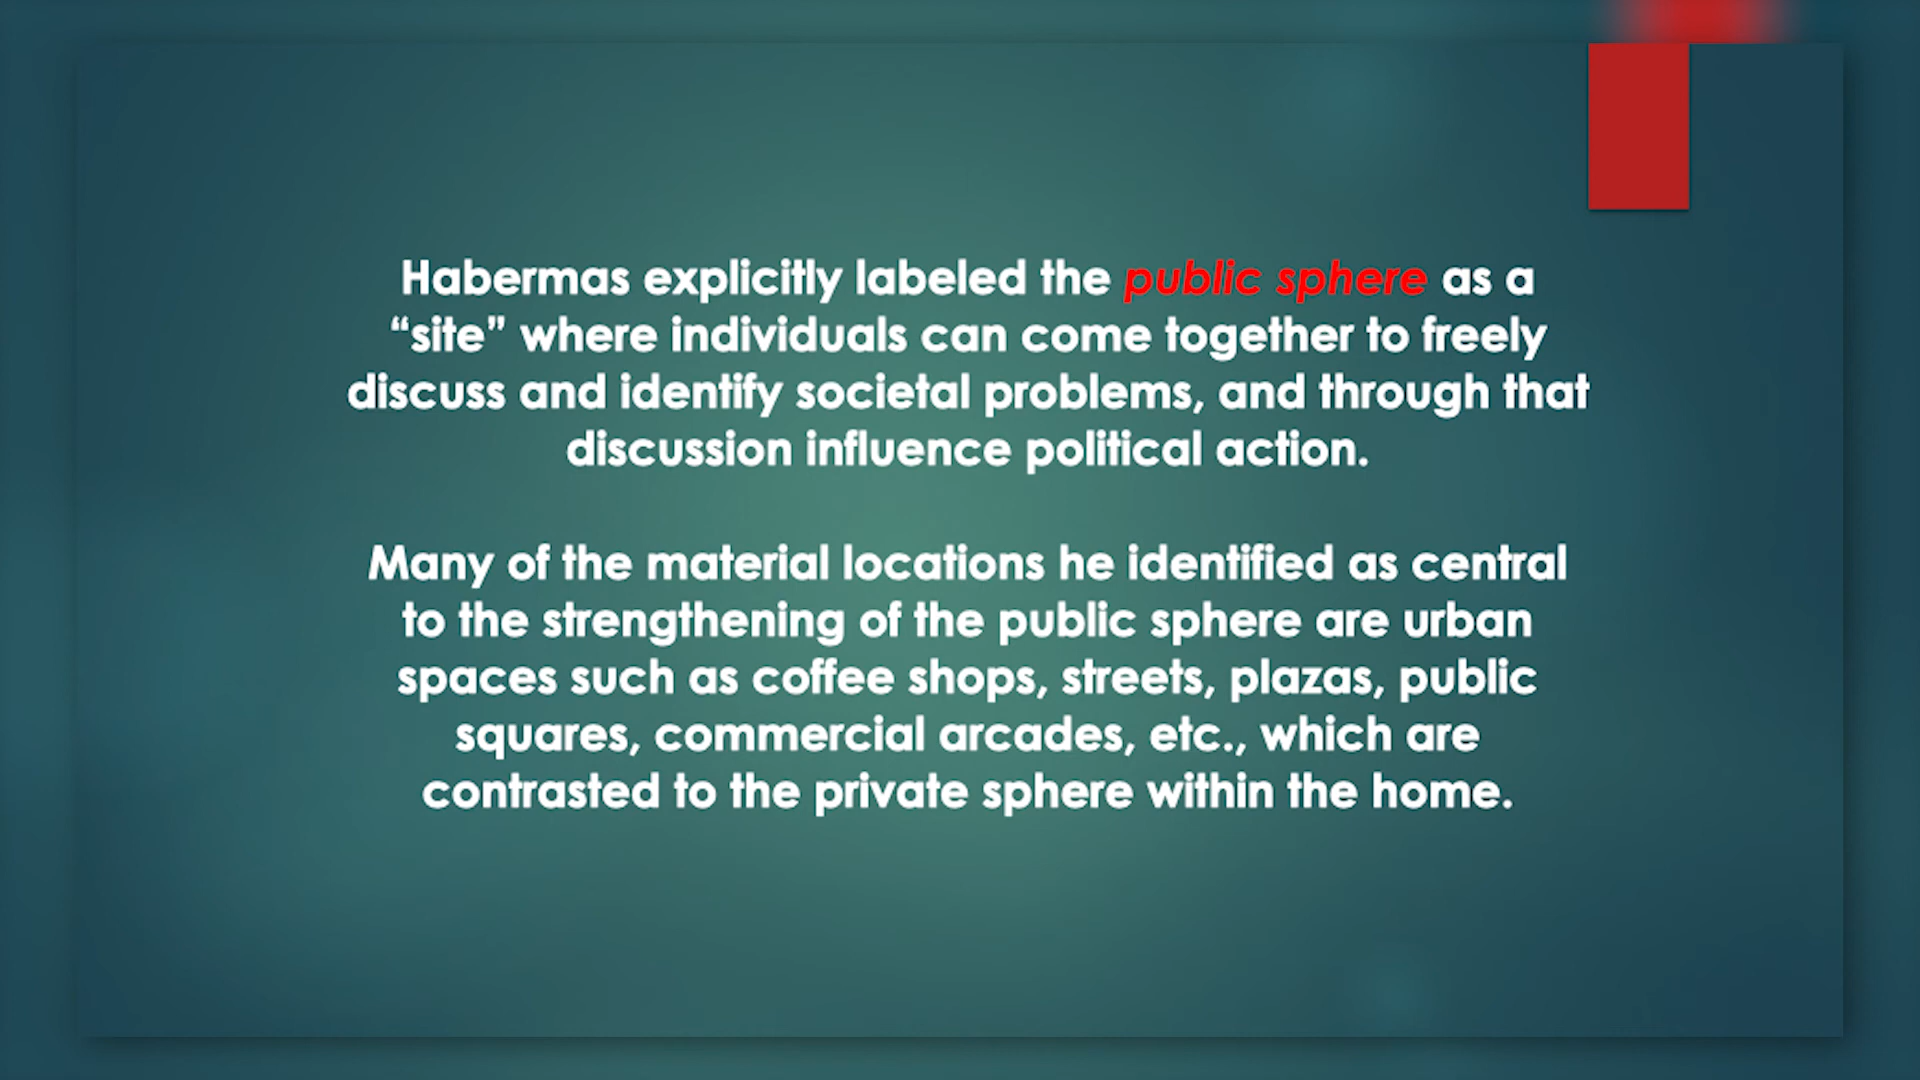 Habermas explicitly labeled the public sphere as a
“site” where individuals can come together to freely
discuss and identify societal problems, and through that
discussion influence political action.
Many of the material locations he identified as central
to the strengthening of the public sphere are urban
spaces such as coffee shops, streets, plazas, public
squares, commercial arcades, etc., which are
contrasted to the private sphere within the home.